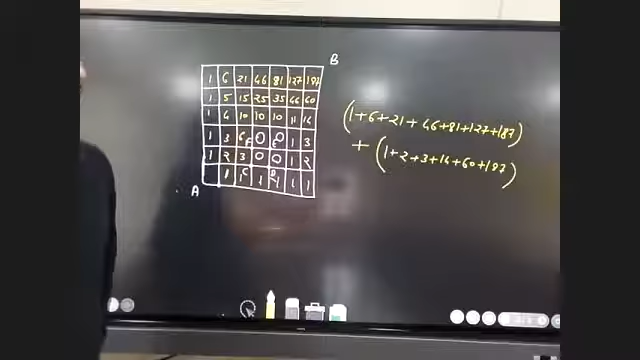 B
1 6 21 46 81 127 187
1 5 15 25 35 46 60
1 4 10 10 10 11 14
1 3 6 0 0 1 3
F E
1 2 3 0 0 1 2
1 1 1 1 1 1
C D
A
(1+6+21+46+81+127+187)
+ (1+2+3+14+60+187)